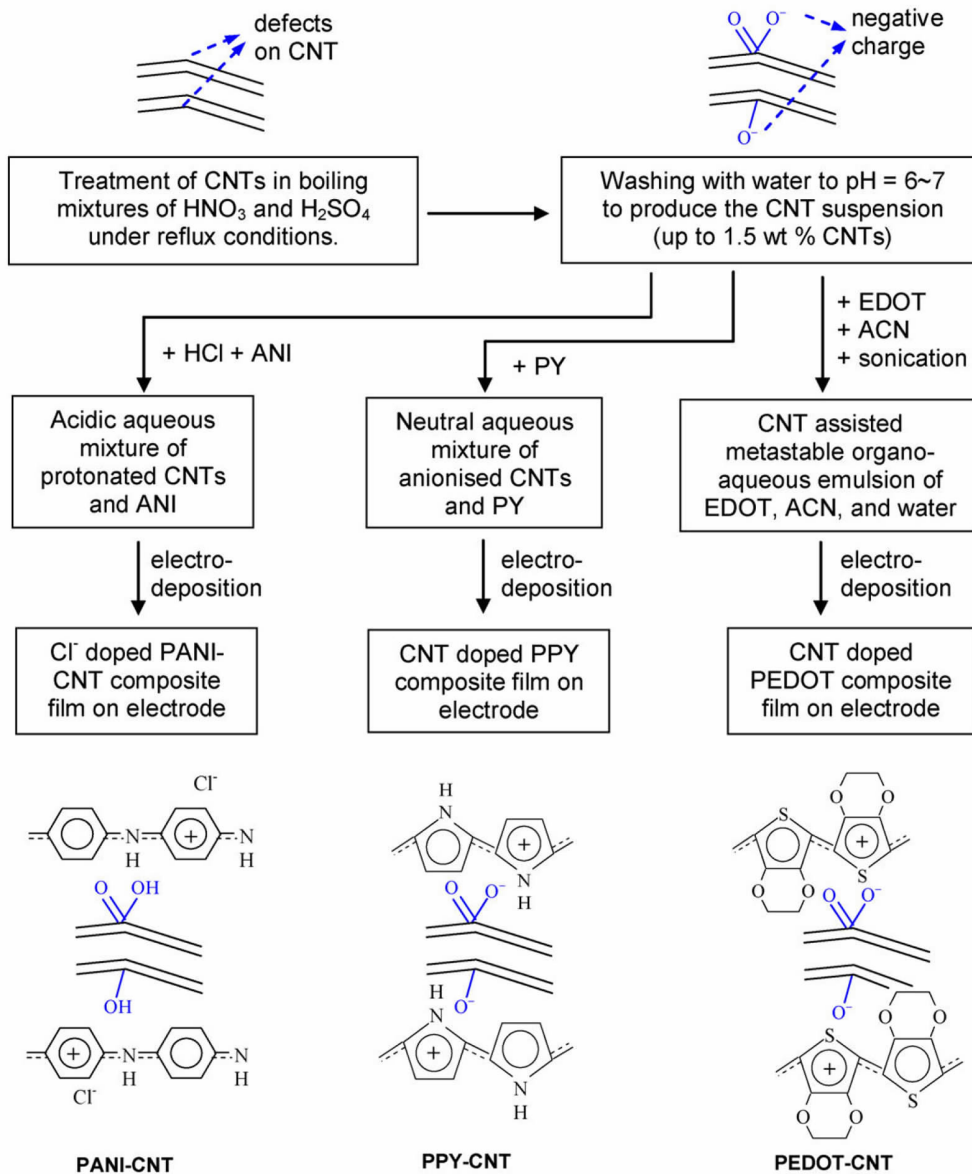 defects
on CNT
O O⁻
negative
charge
O⁻
Treatment of CNTs in boiling
mixtures of HNO₃ and H₂SO₄
under reflux conditions.
Washing with water to pH = 6~7
to produce the CNT suspension
(up to 1.5 wt % CNTs)
+ HCl + ANI
+ PY
+ EDOT
+ ACN
+ sonication
Acidic aqueous
mixture of
protonated CNTs
and ANI
Neutral aqueous
mixture of
anionised CNTs
and PY
CNT assisted
metastable organo-
aqueous emulsion of
EDOT, ACN, and water
electro-
deposition
electro-
deposition
electro-
deposition
Cl⁻ doped PANI-
CNT composite
film on electrode
CNT doped PPY
composite film on
electrode
CNT doped
PEDOT composite
film on electrode
Cl⁻
N
H
+
N
H
O OH
OH
+
N
H
N
H
Cl⁻
PANI-CNT
H
N
+
N
H
O O⁻
O⁻
H
N
+
N
H
PPY-CNT
O O
S
+
S
O O
O O⁻
O⁻
O O
S
+
S
O O
PEDOT-CNT